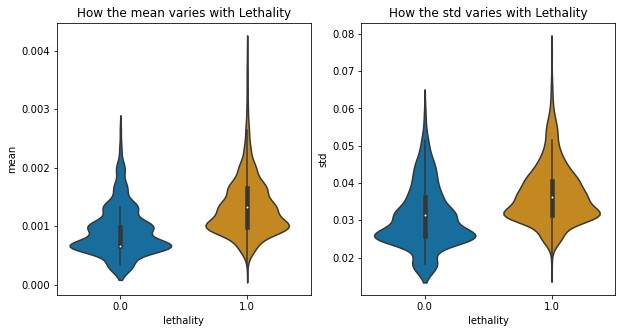 How the mean varies with Lethality
mean
0.004
0.003
0.002
0.001
0.000
0.0
1.0
lethality
How the std varies with Lethality
std
0.08
0.07
0.06
0.05
0.04
0.03
0.02
0.0
1.0
lethality